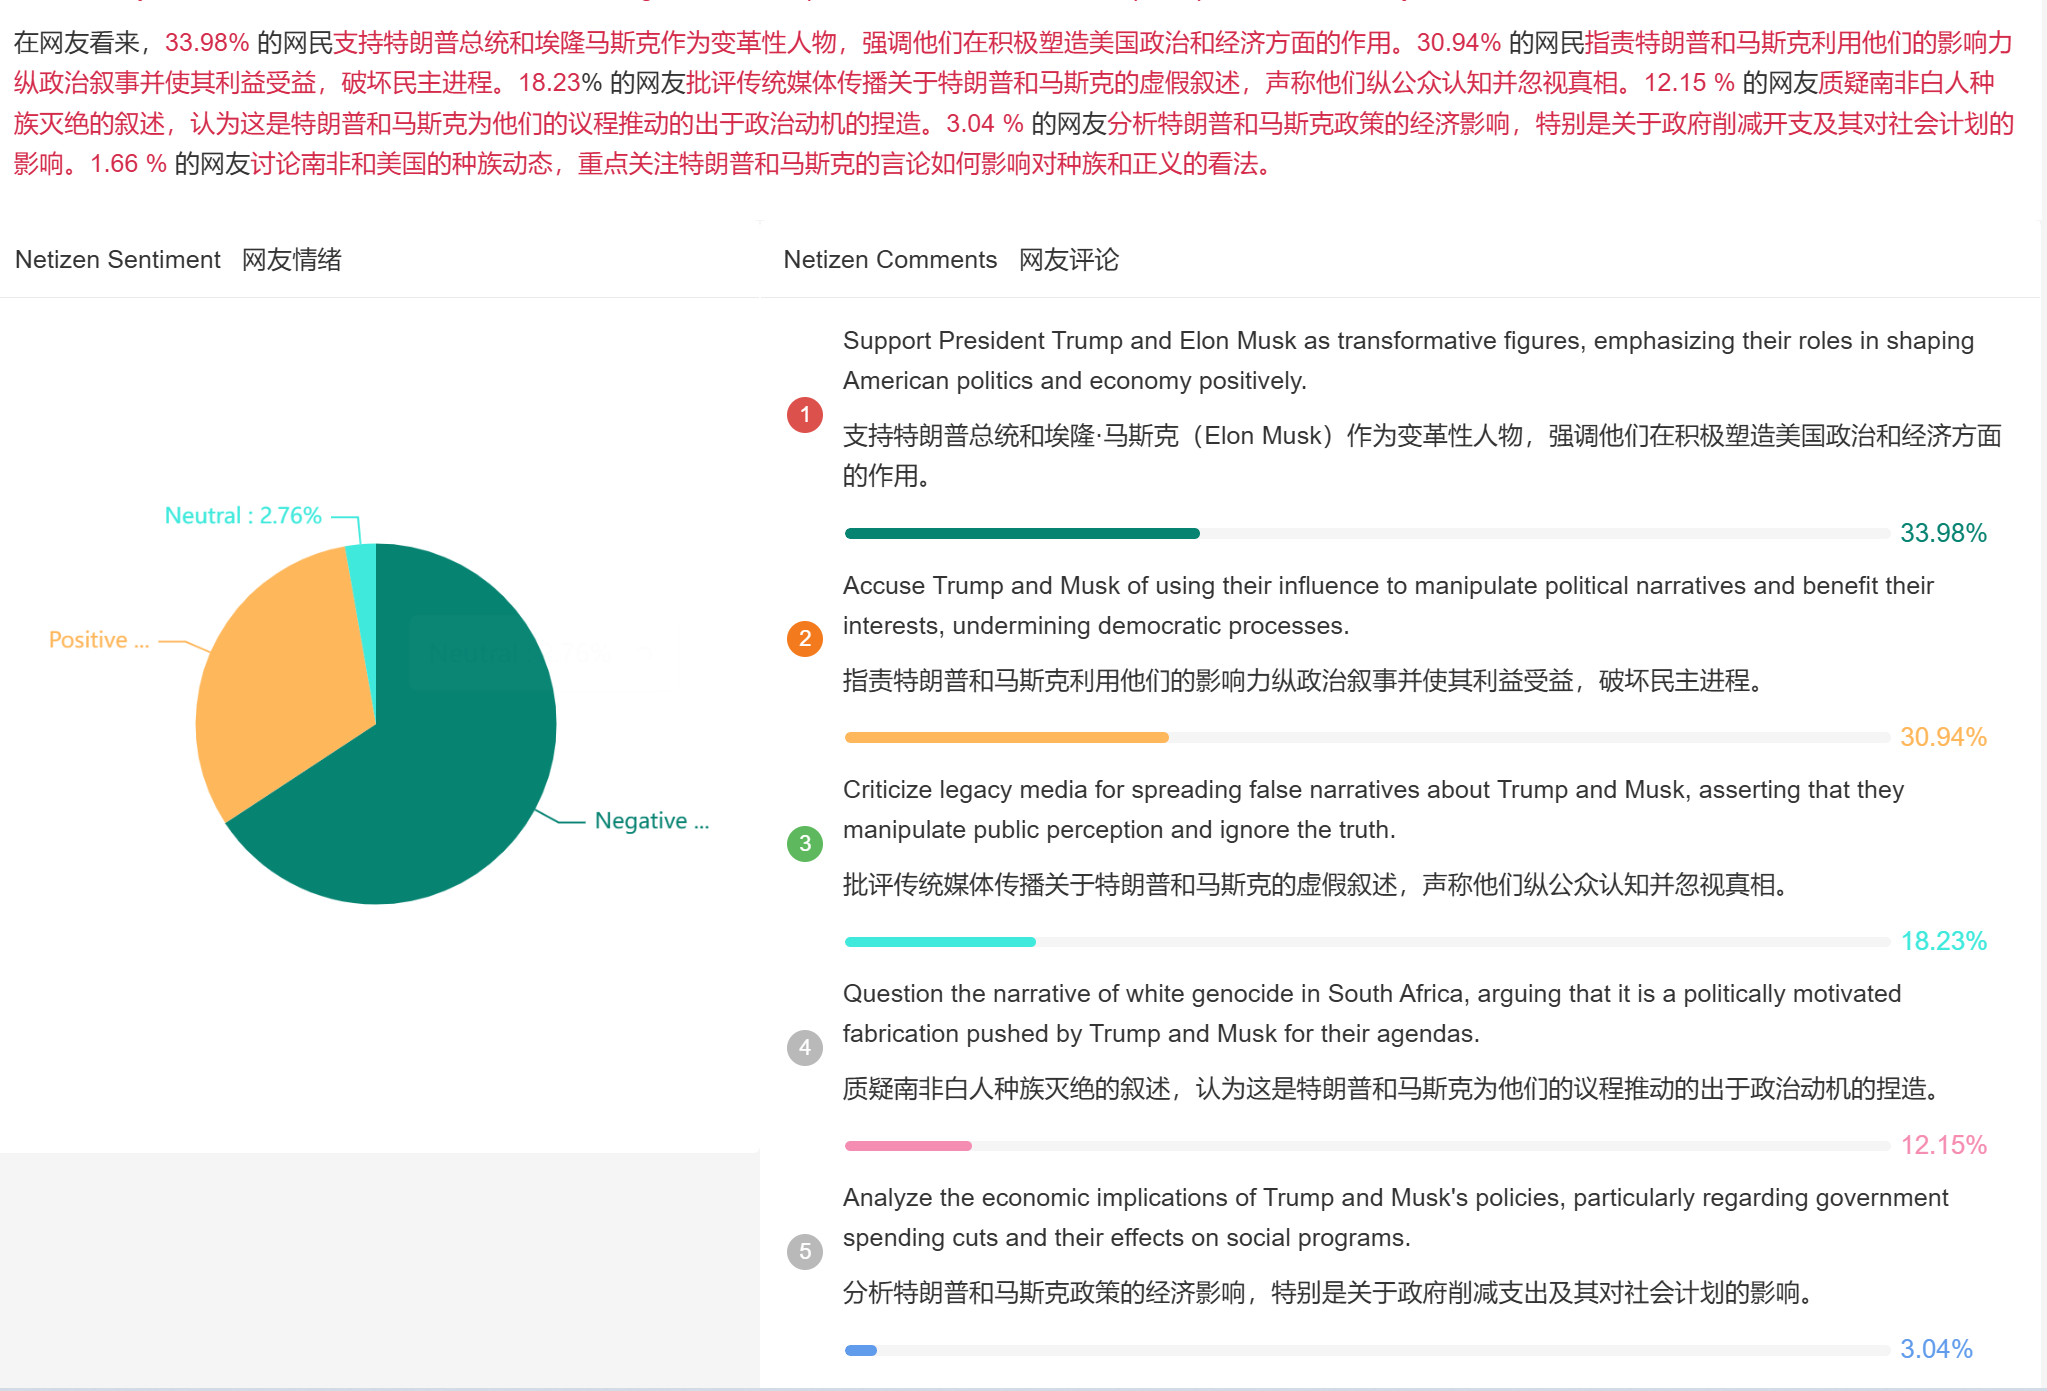 在网友看来，33.98% 的网民支持特朗普总统和埃隆马斯克作为变革性人物，强调他们在积极塑造美国政治和经济方面的作用。30.94% 的网民指责特朗普和马斯克利用他们的影响力
纵政治叙事并使其利益受益，破坏民主进程。18.23% 的网友批评传统媒体传播关于特朗普和马斯克的虚假叙述，声称他们纵公众认知并忽视真相。12.15 % 的网友质疑南非白人种
族灭绝的叙述，认为这是特朗普和马斯克为他们的议程推动的出于政治动机的捏造。3.04 % 的网友分析特朗普和马斯克政策的经济影响，特别是关于政府削减开支及其对社会计划的
影响。1.66 % 的网友讨论南非和美国的种族动态，重点关注特朗普和马斯克的言论如何影响对种族和正义的看法。
Netizen Sentiment 网友情绪
Neutral : 2.76%
Positive ...
Negative ...
Netizen Comments 网友评论
1
Support President Trump and Elon Musk as transformative figures, emphasizing their roles in shaping
American politics and economy positively.
支持特朗普总统和埃隆·马斯克（Elon Musk）作为变革性人物，强调他们在积极塑造美国政治和经济方面
的作用。
33.98%
2
Accuse Trump and Musk of using their influence to manipulate political narratives and benefit their
interests, undermining democratic processes.
指责特朗普和马斯克利用他们的影响力纵政治叙事并使其利益受益，破坏民主进程。
30.94%
3
Criticize legacy media for spreading false narratives about Trump and Musk, asserting that they
manipulate public perception and ignore the truth.
批评传统媒体传播关于特朗普和马斯克的虚假叙述，声称他们纵公众认知并忽视真相。
18.23%
4
Question the narrative of white genocide in South Africa, arguing that it is a politically motivated
fabrication pushed by Trump and Musk for their agendas.
质疑南非白人种族灭绝的叙述，认为这是特朗普和马斯克为他们的议程推动的出于政治动机的捏造。
12.15%
5
Analyze the economic implications of Trump and Musk's policies, particularly regarding government
spending cuts and their effects on social programs.
分析特朗普和马斯克政策的经济影响，特别是关于政府削减支出及其对社会计划的影响。
3.04%